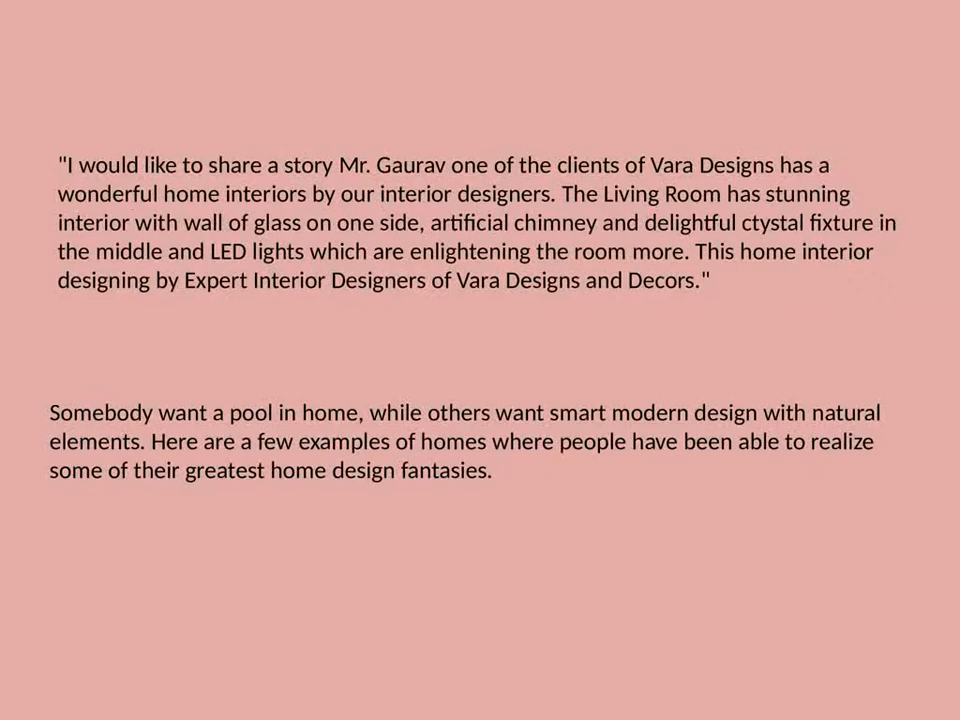 "I would like to share a story Mr. Gaurav one of the clients of Vara Designs has a
wonderful home interiors by our interior designers. The Living Room has stunning
interior with wall of glass on one side, artificial chimney and delightful ctystal fixture in
the middle and LED lights which are enlightening the room more. This home interior
designing by Expert Interior Designers of Vara Designs and Decors."
Somebody want a pool in home, while others want smart modern design with natural
elements. Here are a few examples of homes where people have been able to realize
some of their greatest home design fantasies.